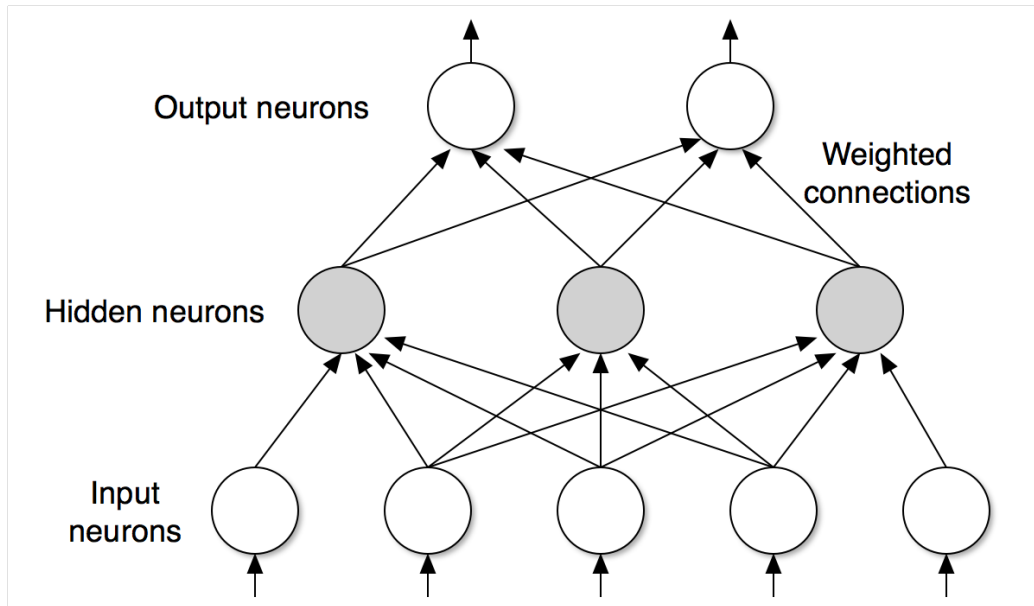 Output neurons
Weighted
connections
Hidden neurons
Input
neurons